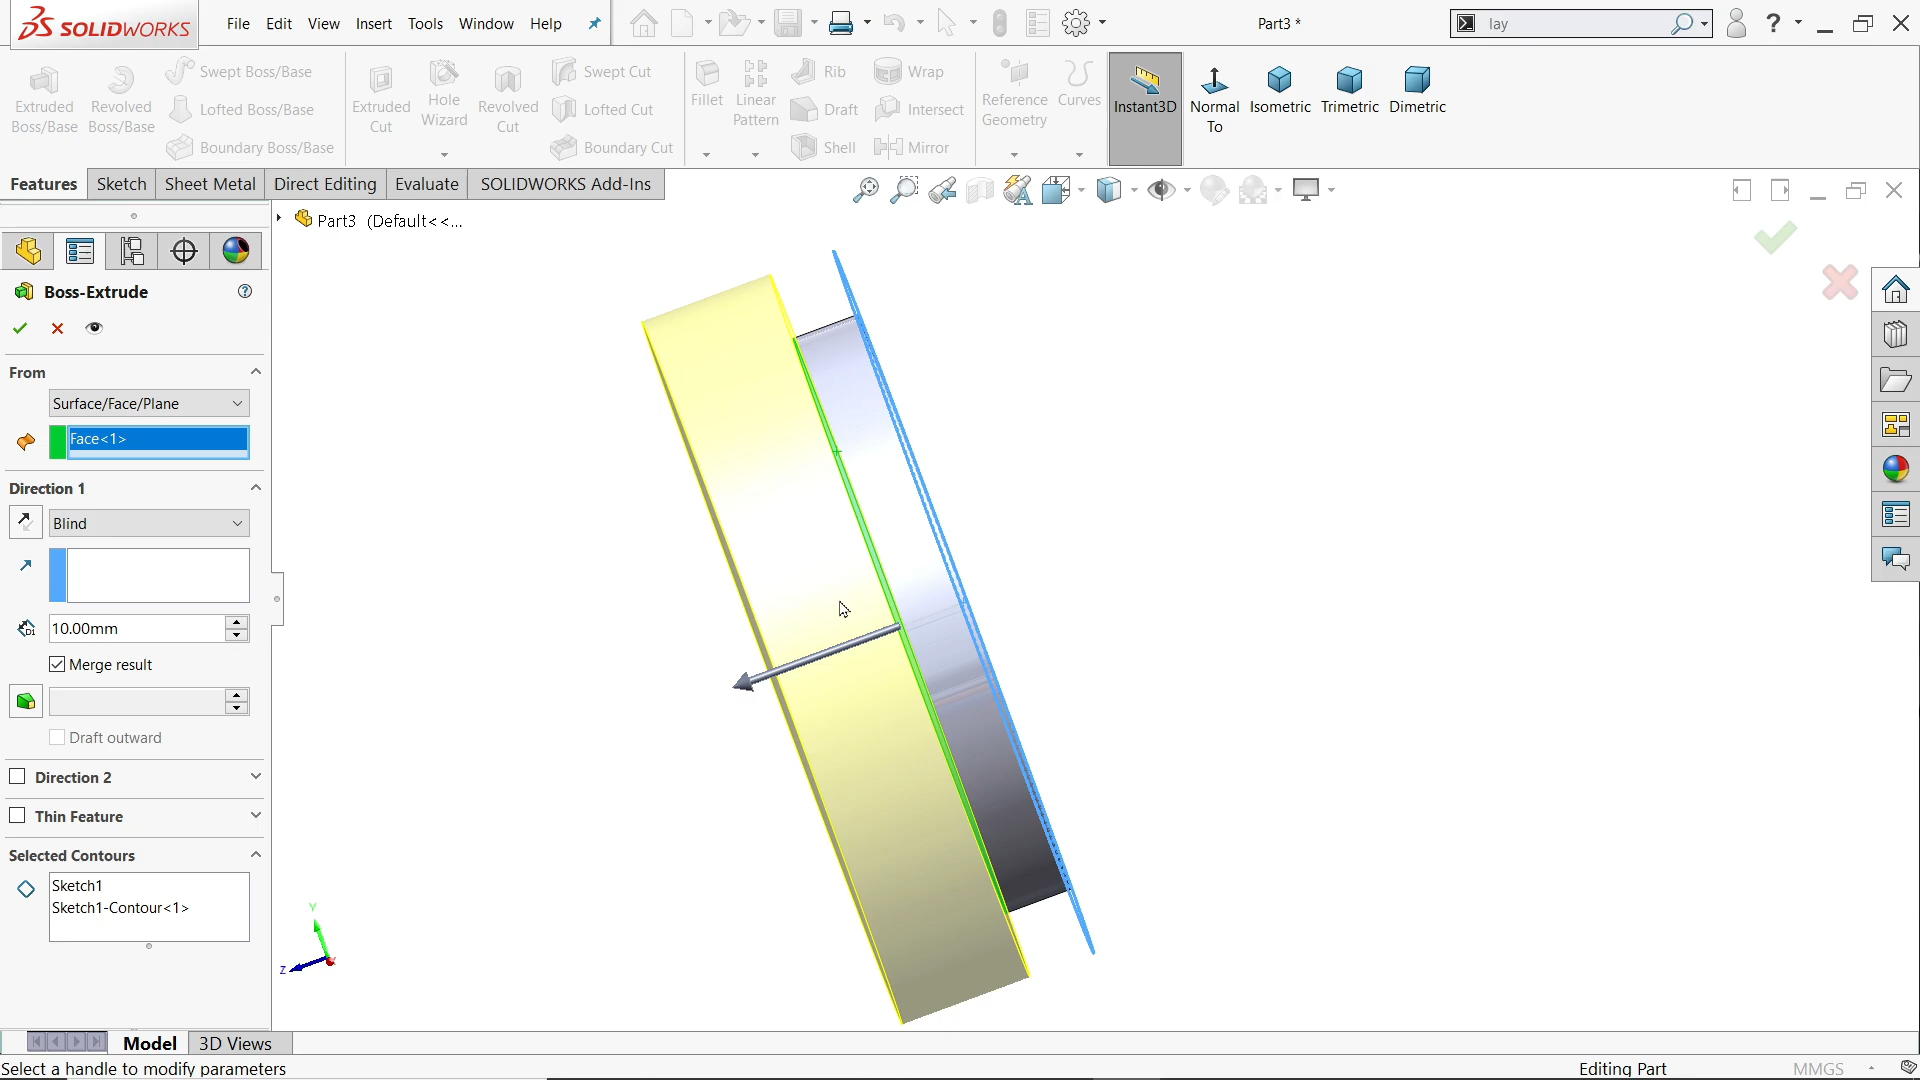 SOLIDWORKS
File Edit View Insert Tools Window Help
Part3 *
lay
?
Extruded Boss/Base
Revolved Boss/Base
Swept Boss/Base
Lofted Boss/Base
Boundary Boss/Base
Extruded Cut
Hole Wizard
Revolved Cut
Swept Cut
Lofted Cut
Boundary Cut
Fillet
Linear Pattern
Rib
Draft
Shell
Wrap
Intersect
Mirror
Reference Geometry
Curves
Instant3D
Normal To
Isometric
Trimetric
Dimetric
Features Sketch Sheet Metal Direct Editing Evaluate SOLIDWORKS Add-Ins
Part3 (Default<<...
Boss-Extrude
From
Surface/Face/Plane
Face<1>
Direction 1
Blind
D1
10.00mm
Merge result
Draft outward
Direction 2
Thin Feature
Selected Contours
Sketch1
Sketch1-Contour<1>
Y
Z
Model 3D Views
Select a handle to modify parameters
Editing Part
MMGS